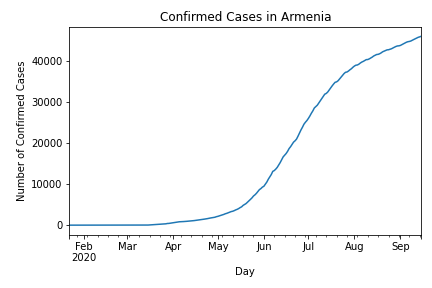 Confirmed Cases in Armenia
Number of Confirmed Cases
40000
30000
20000
10000
0
Feb Mar Apr May Jun Jul Aug Sep
2020
Day